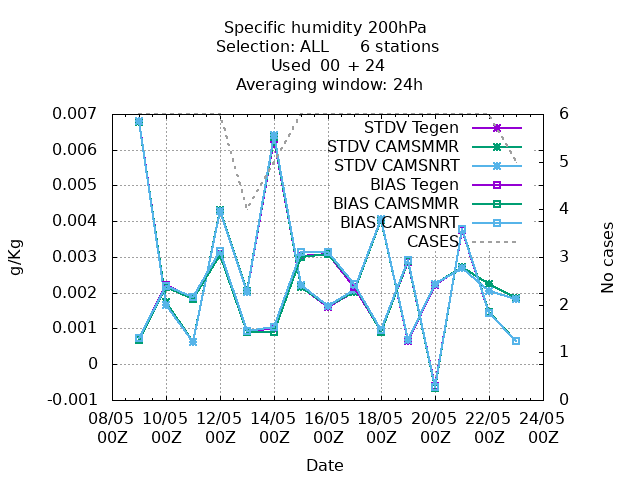 Specific humidity 200hPa
Selection: ALL      6 stations
Used  00  + 24
Averaging window: 24h
0.007
0.006
0.005
0.004
0.003
0.002
0.001
0
-0.001
g/Kg
STDV Tegen
STDV CAMSMMR
STDV CAMSNRT
BIAS Tegen
BIAS CAMSMMR
BIAS CAMSNRT
CASES
6
5
4
3
2
1
0
No cases
08/05 10/05 12/05 14/05 16/05 18/05 20/05 22/05 24/05
00Z 00Z 00Z 00Z 00Z 00Z 00Z 00Z 00Z
Date